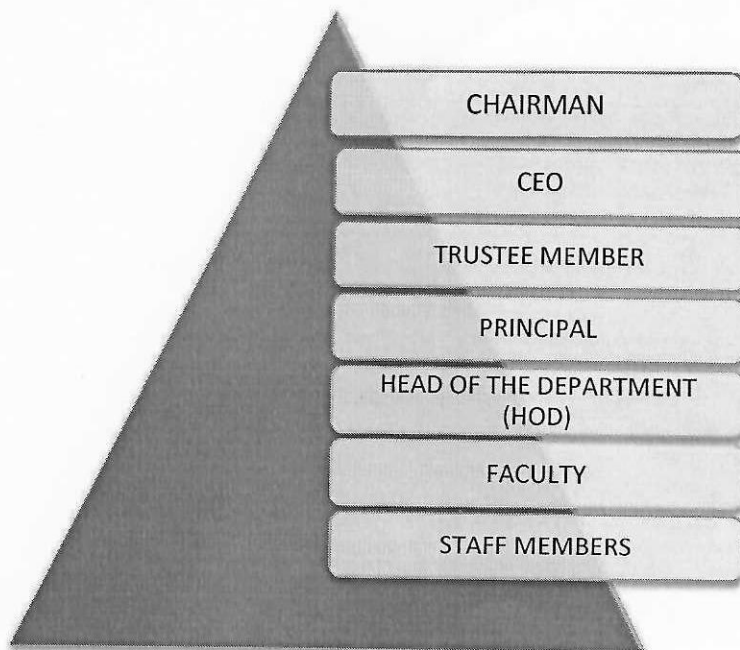 CHAIRMAN
CEO
TRUSTEE MEMBER
PRINCIPAL
HEAD OF THE DEPARTMENT
(HOD)
FACULTY
STAFF MEMBERS